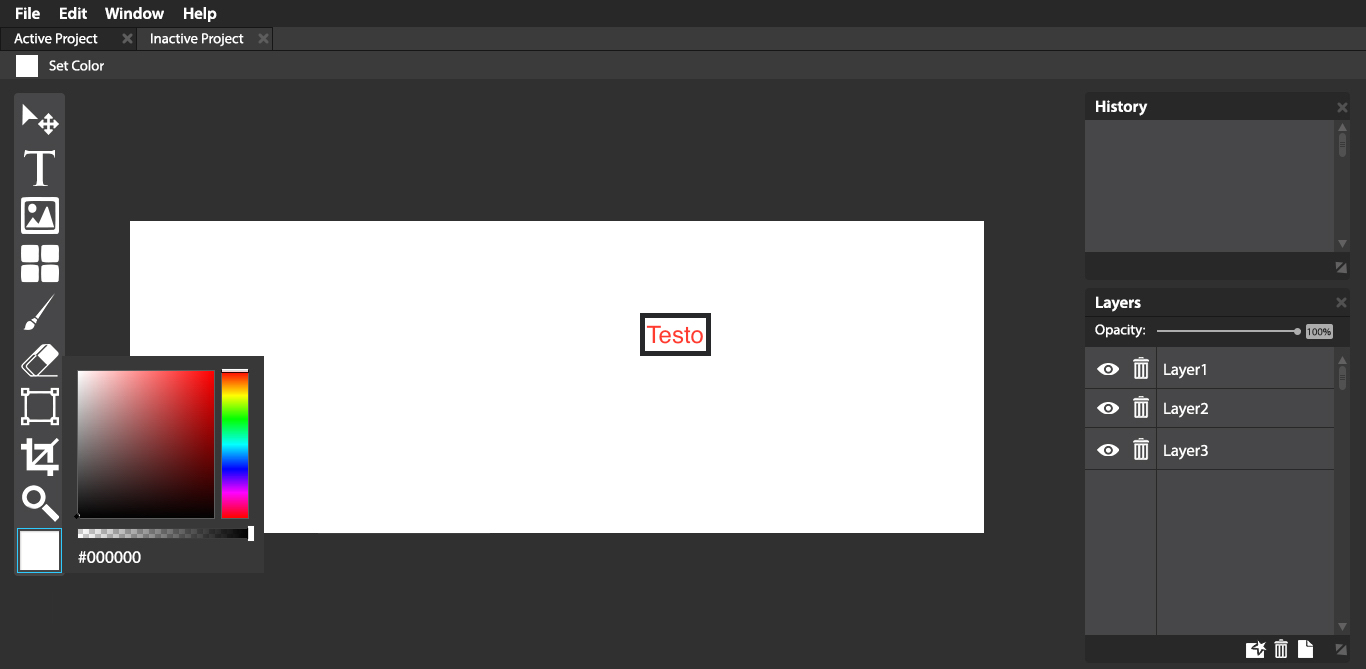 File Edit Window Help
Active Project Inactive Project
Set Color
History
Testo
Layers
Opacity: 100%
Layer1
Layer2
Layer3
#000000